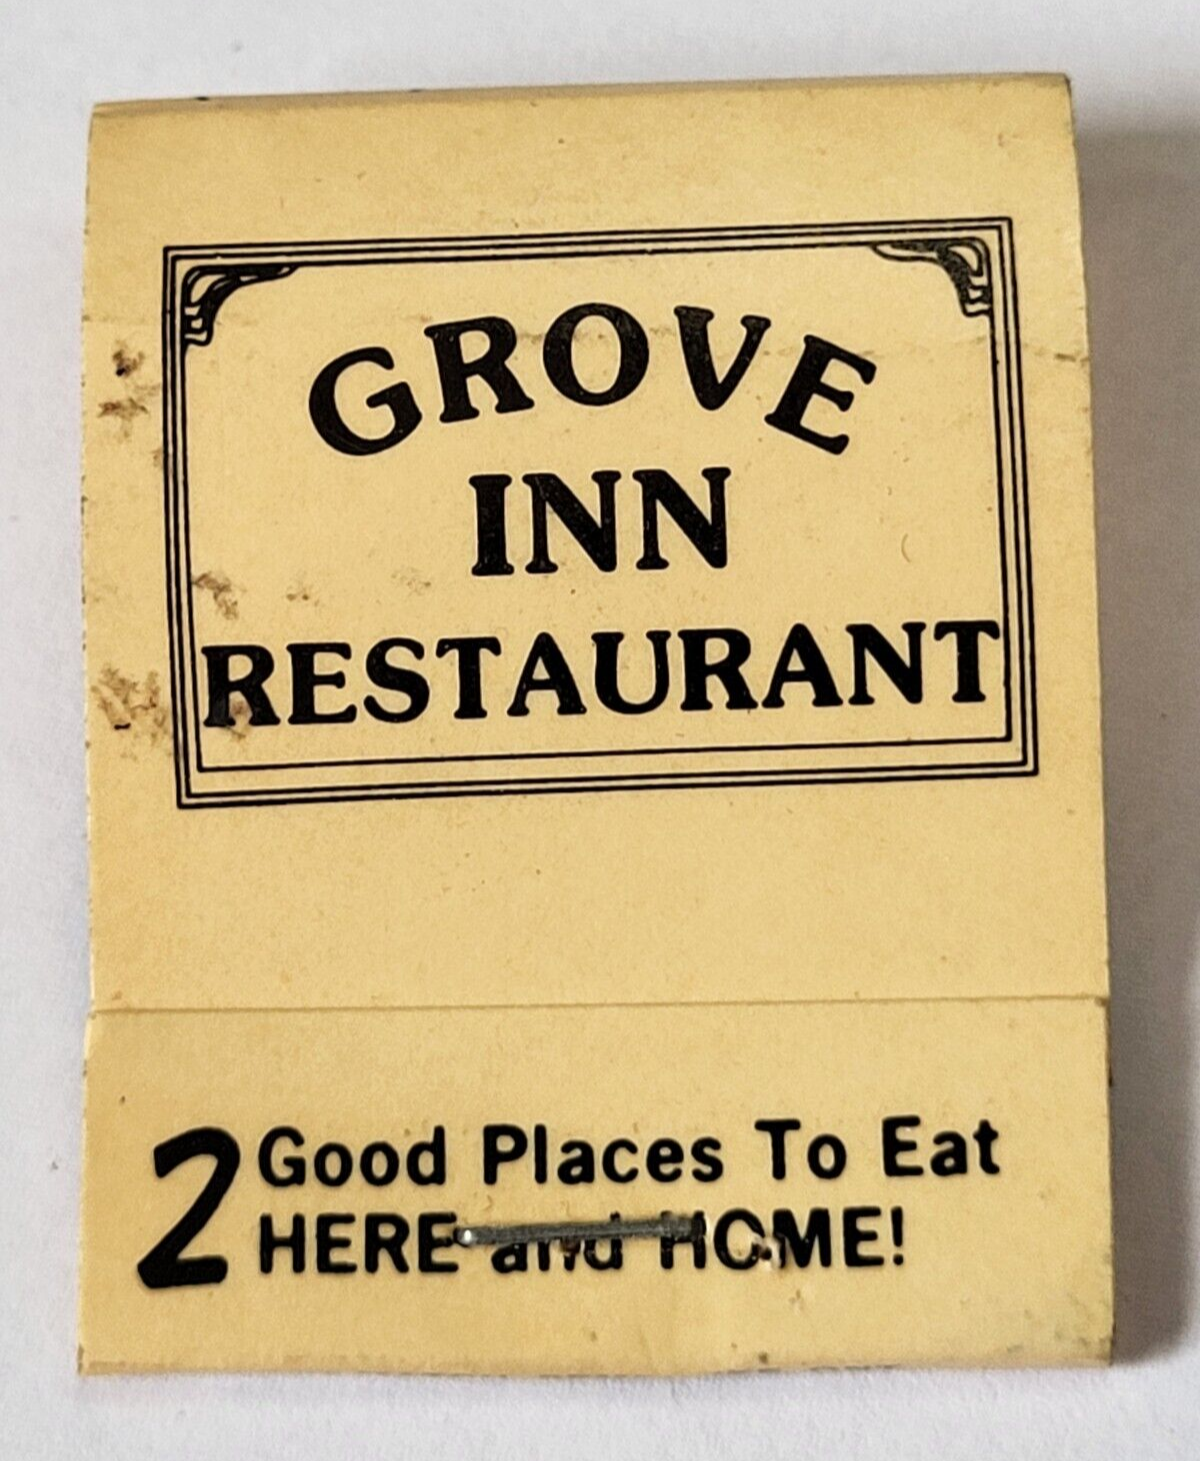 GROVE
INN
RESTAURANT
2 Good Places To Eat
HERE and HOME!